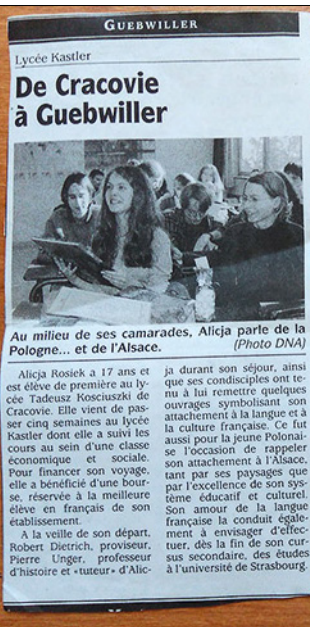 GUEBWILLER
Lycée Kastler
De Cracovie
à Guebwiller
Au milieu de ses camarades, Alicja parle de la
Pologne... et de l'Alsace. (Photo DNA)
Alicja Rosiek a 17 ans et
est élève de première au ly-
cée Tadeusz Kosciuszki de
Cracovie. Elle vient de pas-
ser cinq semaines au lycée
Kastler dont elle a suivi les
cours au sein d'une classe
économique et sociale.
Pour financer son voyage,
elle a bénéficié d'une bour-
se, réservée à la meilleure
élève en français de son
établissement.
A la veille de son départ,
Robert Dietrich, proviseur,
Pierre Unger, professeur
d'histoire et «tuteur» d'Alic-
ja durant son séjour, ainsi
que ses condisciples ont te-
nu à lui remettre quelques
ouvrages symbolisant son
attachement à la langue et à
la culture française. Ce fut
aussi pour la jeune Polonai-
se l'occasion de rappeler
son attachement à l'Alsace,
tant par ses paysages que
par l'excellence de son sys-
tème éducatif et culturel.
Son amour de la langue
française la conduit égale-
ment à envisager d'effec-
tuer, dès la fin de son cur-
sus secondaire, des études
à l'université de Strasbourg.